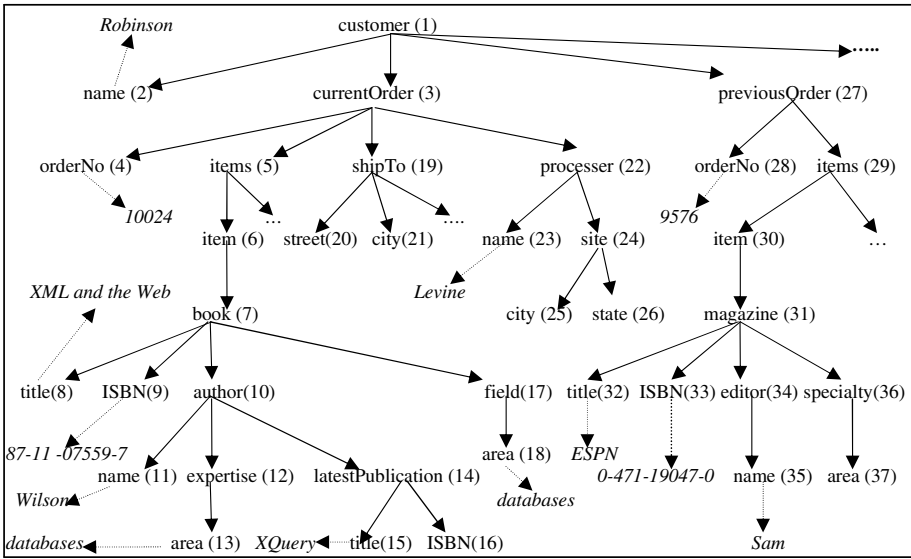 Robinson customer (1) .....
name (2) currentOrder (3) previousOrder (27)
orderNo (4) items (5) shipTo (19) processer (22) orderNo (28) items (29)
10024 ... .... 9576
item (6) street(20) city(21) name (23) site (24) item (30) ...
XML and the Web Levine
book (7) city (25) state (26) magazine (31)
title(8) ISBN(9) author(10) field(17) title(32) ISBN(33) editor(34) specialty(36)
87-11 -07559-7 area (18) ESPN
name (11) expertise (12) latestPublication (14) 0-471-19047-0 name (35) area (37)
Wilson databases
databases area (13) XQuery title(15) ISBN(16) Sam